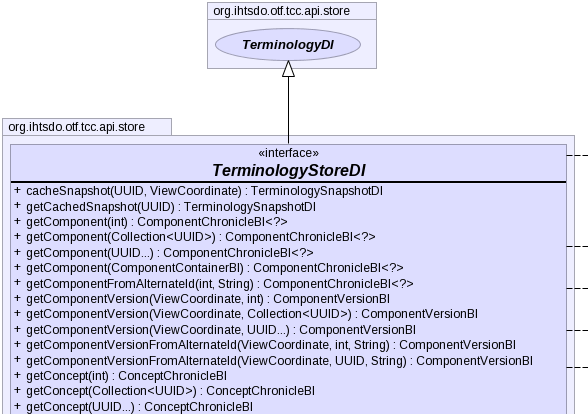 org.ihtsdo.otf.tcc.api.store
TerminologyDI
org.ihtsdo.otf.tcc.api.store
«interface»
TerminologyStoreDI
+ cacheSnapshot(UUID, ViewCoordinate) : TerminologySnapshotDI
+ getCachedSnapshot(UUID) : TerminologySnapshotDI
+ getComponent(int) : ComponentChronicleBI<?>
+ getComponent(Collection<UUID>) : ComponentChronicleBI<?>
+ getComponent(UUID...) : ComponentChronicleBI<?>
+ getComponent(ComponentContainerBI) : ComponentChronicleBI<?>
+ getComponentFromAlternateId(int, String) : ComponentChronicleBI<?>
+ getComponentVersion(ViewCoordinate, int) : ComponentVersionBI
+ getComponentVersion(ViewCoordinate, Collection<UUID>) : ComponentVersionBI
+ getComponentVersion(ViewCoordinate, UUID...) : ComponentVersionBI
+ getComponentVersionFromAlternateId(ViewCoordinate, int, String) : ComponentVersionBI
+ getComponentVersionFromAlternateId(ViewCoordinate, UUID, String) : ComponentVersionBI
+ getConcept(int) : ConceptChronicleBI
+ getConcept(Collection<UUID>) : ConceptChronicleBI
+ getConcept(UUID...) : ConceptChronicleBI